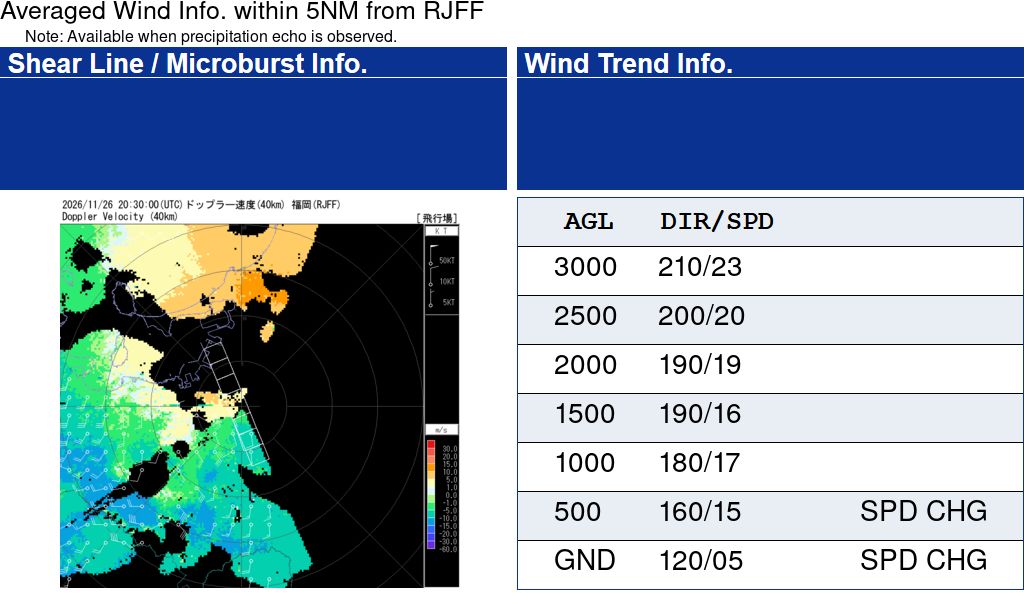 Averaged Wind Info. within 5NM from RJFF
Note: Available when precipitation echo is observed.
Shear Line / Microburst Info.
Wind Trend Info.
2026/11/26 20:30:00(UTC) ドップラー速度(40km) 福岡(RJFF)
Doppler Velocity (40km)
[飛行場]
K T
50KT
10KT
5KT
m/s
30.0
20.0
15.0
10.0
5.0
1.0
0.0
-1.0
-5.0
-10.0
-15.0
-20.0
-30.0
-60.0
AGL DIR/SPD
3000 210/23
2500 200/20
2000 190/19
1500 190/16
1000 180/17
500 160/15 SPD CHG
GND 120/05 SPD CHG